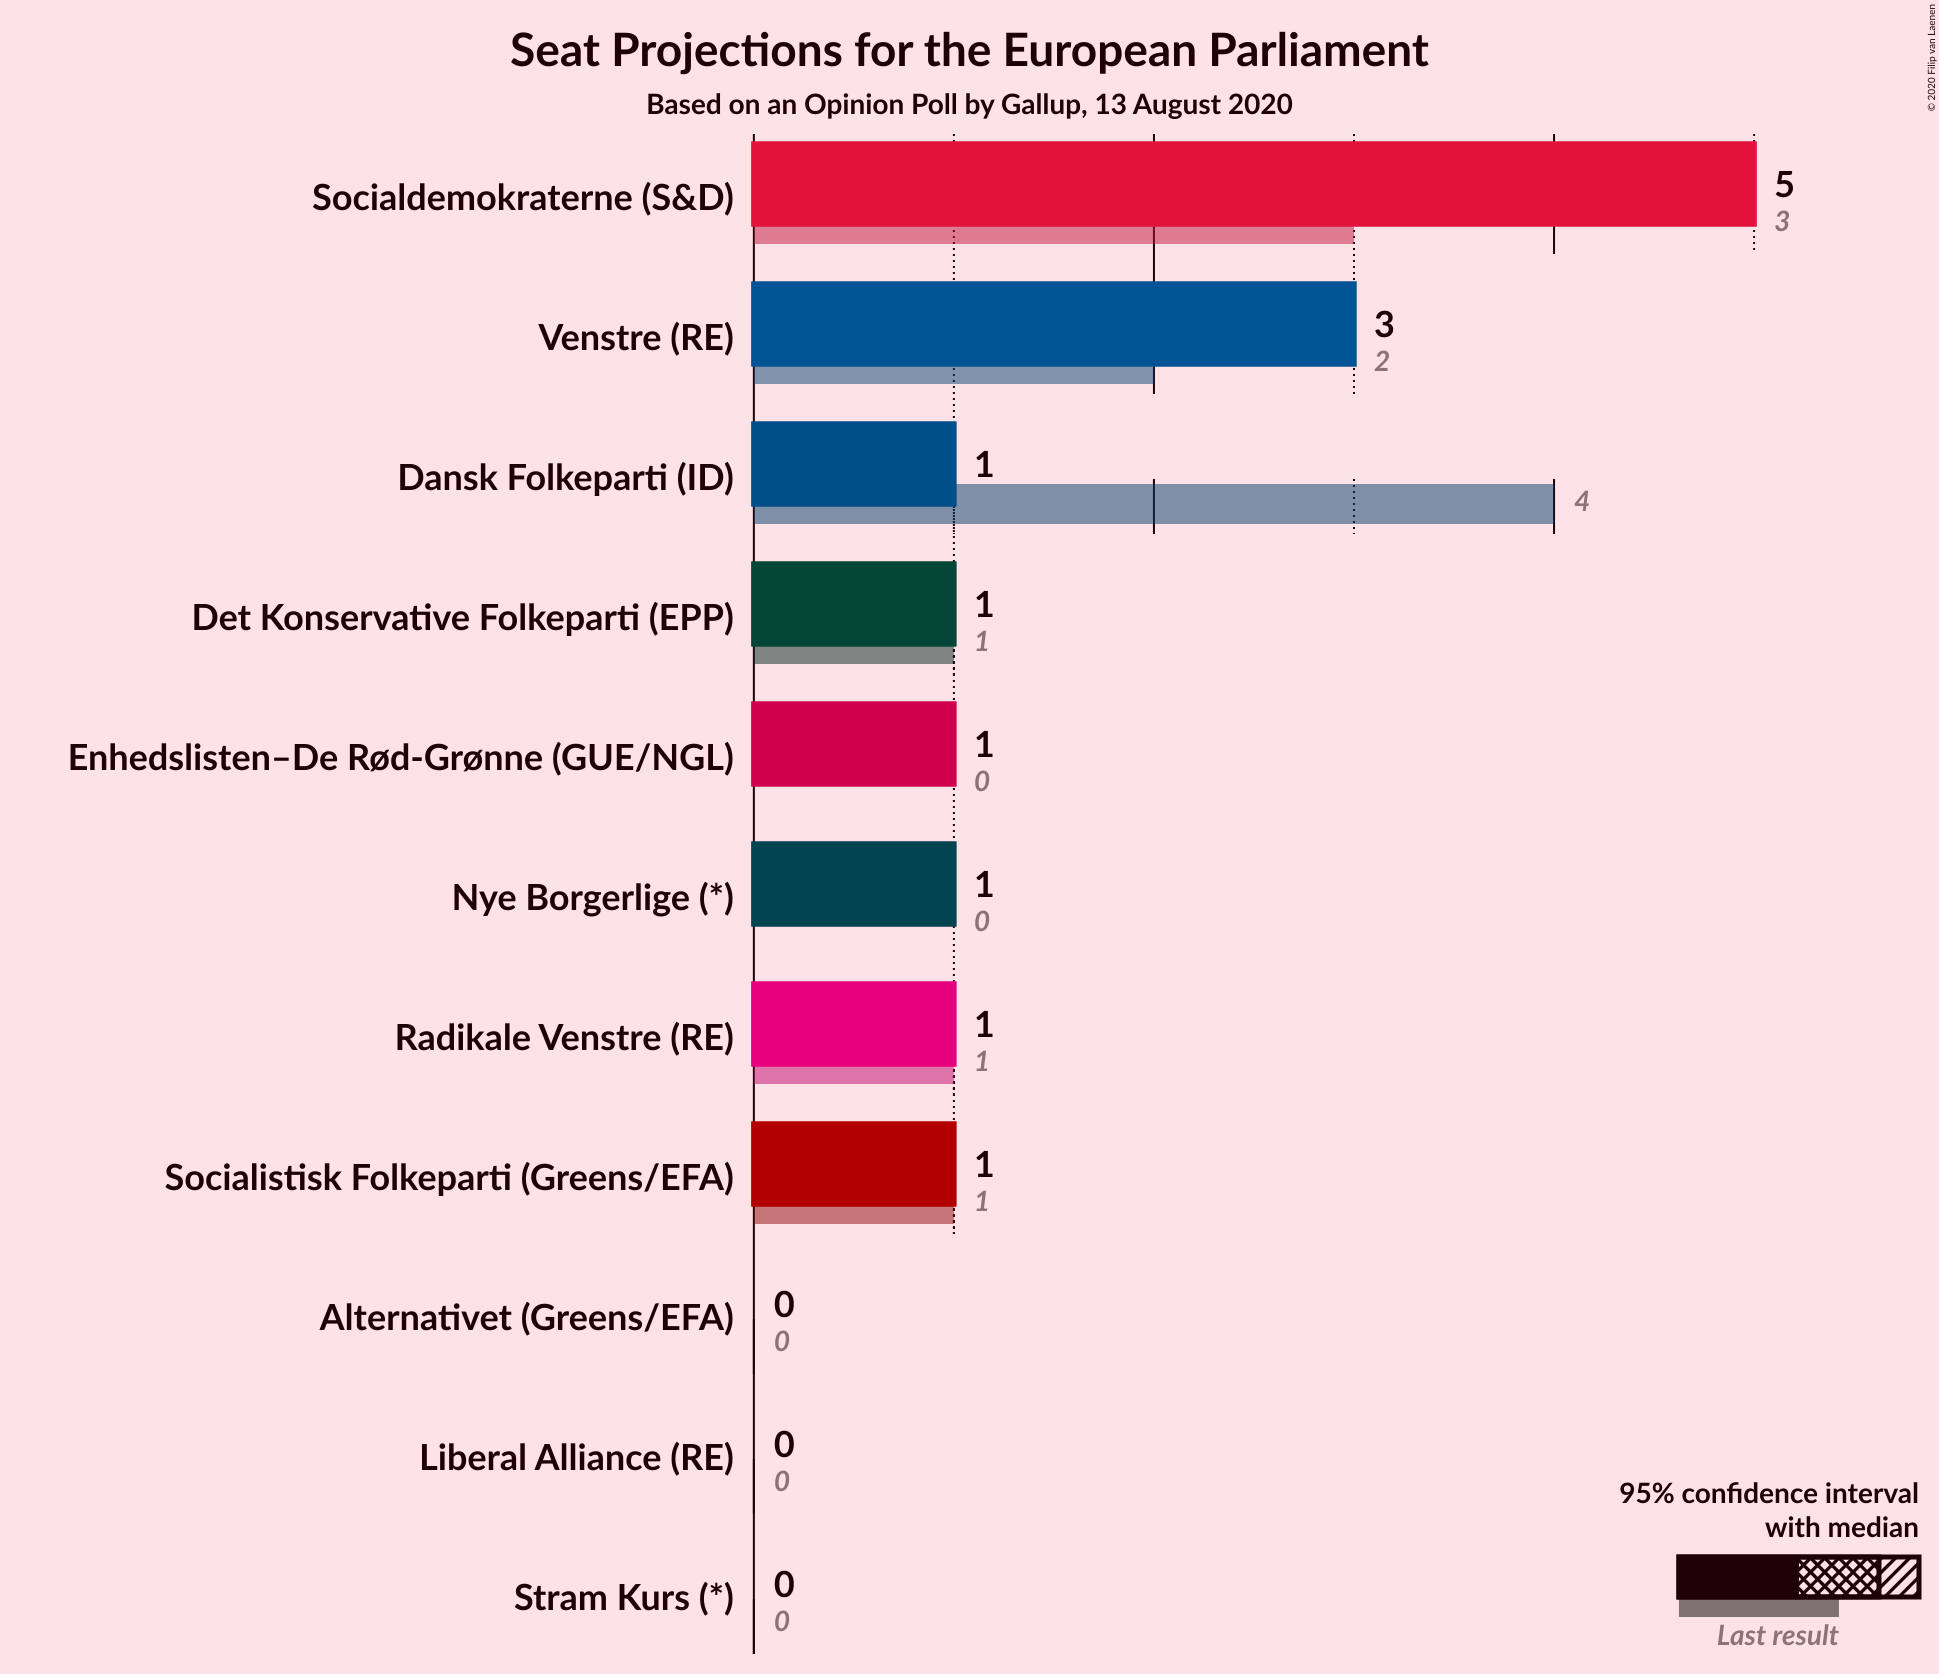 Seat Projections for the European Parliament
Based on an Opinion Poll by Gallup, 13 August 2020
© 2020 Filip van Laenen
Socialdemokraterne (S&D)
5
3
Venstre (RE)
3
2
Dansk Folkeparti (ID)
1
4
Det Konservative Folkeparti (EPP)
1
1
Enhedslisten–De Rød-Grønne (GUE/NGL)
1
0
Nye Borgerlige (*)
1
0
Radikale Venstre (RE)
1
1
Socialistisk Folkeparti (Greens/EFA)
1
1
Alternativet (Greens/EFA)
0
0
Liberal Alliance (RE)
0
0
Stram Kurs (*)
0
0
95% confidence interval
with median
Last result